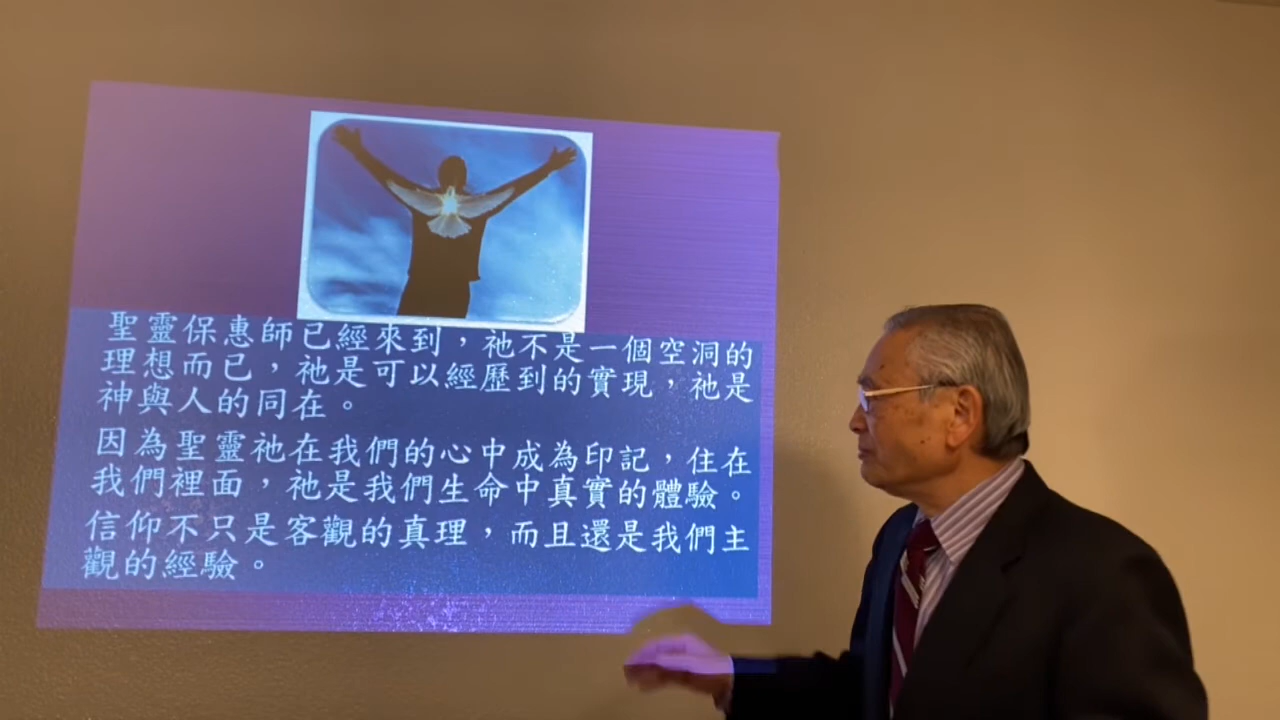 聖靈保惠師已經來到，祂不是一個空洞的
理想而已，祂是可以經歷到的實現，祂是
神與人的同在。
因為聖靈祂在我們的心中成為印記，住在
我們裡面，祂是我們生命中真實的體驗。
信仰不只是客觀的真理，而且還是我們主
觀的經驗。